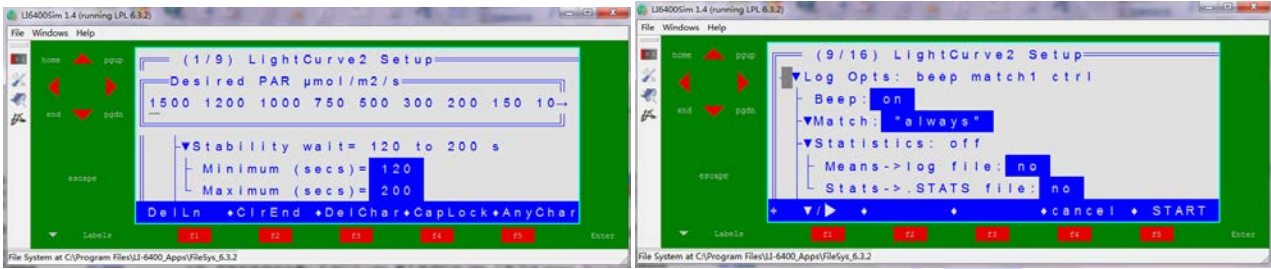 LI6400Sim 1.4 (running LPL 6.3.2)
File Windows Help
home pgup
end pgdn
escape
(1/9) LightCurve2 Setup
Desired PAR µmol/m2/s
1500 1200 1000 750 500 300 200 150 10→
▼Stability wait= 120 to 200 s
Minimum (secs)= 120
Maximum (secs)= 200
DelLn ♦ClrEnd ♦DelChar♦CapLock♦AnyChar
Labels f1 f2 f3 f4 f5 Enter
File System at C:\Program Files\LI-6400_Apps\FileSys_6.3.2
LI6400Sim 1.4 (running LPL 6.3.2)
File Windows Help
home pgup
end pgdn
escape
(9/16) LightCurve2 Setup
▼Log Opts: beep match1 ctrl
Beep: on
▼Match: "always"
▼Statistics: off
Means->log file: no
Stats->.STATS file: no
+ ▼/▶ ♦ ♦ ♦cancel ♦ START
Labels f1 f2 f3 f4 f5 Enter
File System at C:\Program Files\LI-6400_Apps\FileSys_6.3.2